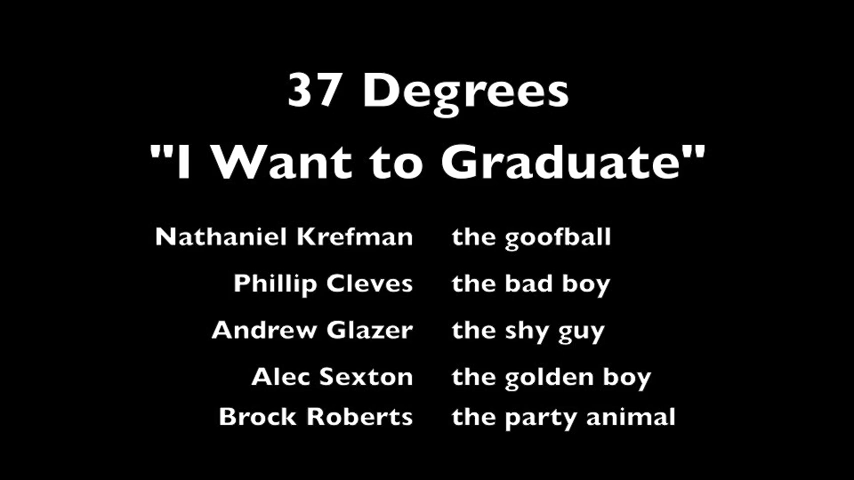 37 Degrees
"I Want to Graduate"
Nathaniel Krefman the goofball
Phillip Cleves the bad boy
Andrew Glazer the shy guy
Alec Sexton the golden boy
Brock Roberts the party animal